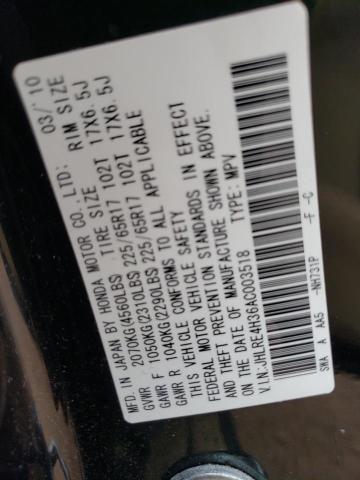 MFD. IN JAPAN BY HONDA MOTOR CO., LTD: 03/'10
TIRE SIZE RIM SIZE
GVWR 2070KG(4560LBS)
GAWR F 1050KG(2310LBS) 225/65R17 102T 17X6.5J
GAWR R 1040KG(2290LBS) 225/65R17 102T 17X6.5J
THIS VEHICLE CONFORMS TO ALL APPLICABLE
FEDERAL MOTOR VEHICLE SAFETY
AND THEFT PREVENTION STANDARDS IN EFFECT
ON THE DATE OF MANUFACTURE SHOWN ABOVE.
V.I.N:JHLRE4H36AC003518 TYPE: MPV
SWA A AA5 -NH731P -F -C